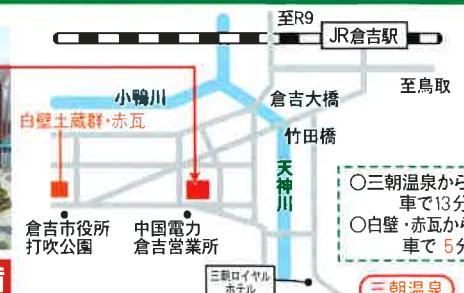 至R9
JR倉吉駅
至鳥取
小鴨川
倉吉大橋
白壁土蔵群・赤瓦
竹田橋
天神川
○三朝温泉から
車で13分
○白壁・赤瓦から
車で 5分
倉吉市役所
打吹公園
中国電力
倉吉営業所
三朝ロイヤル
ホテル
三朝温泉